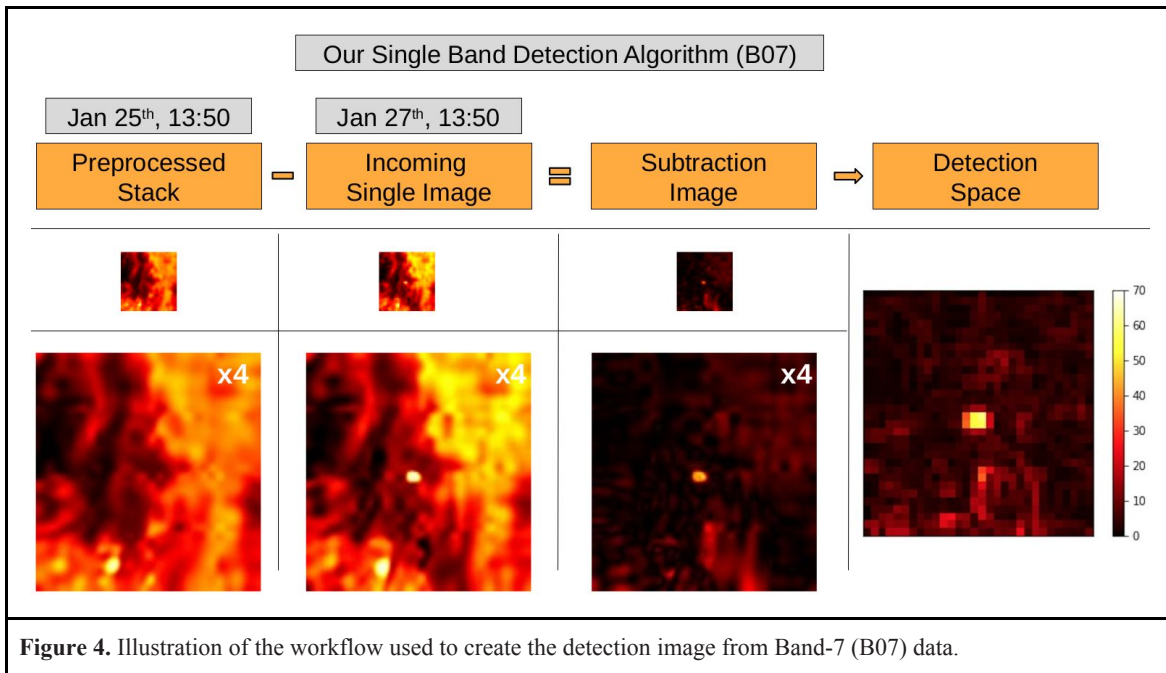 Our Single Band Detection Algorithm (B07)
Jan 25th, 13:50
Jan 27th, 13:50
Preprocessed
Stack
Incoming
Single Image
Subtraction
Image
Detection
Space
x4
x4
x4
70
60
50
40
30
20
10
0
Figure 4. Illustration of the workflow used to create the detection image from Band-7 (B07) data.